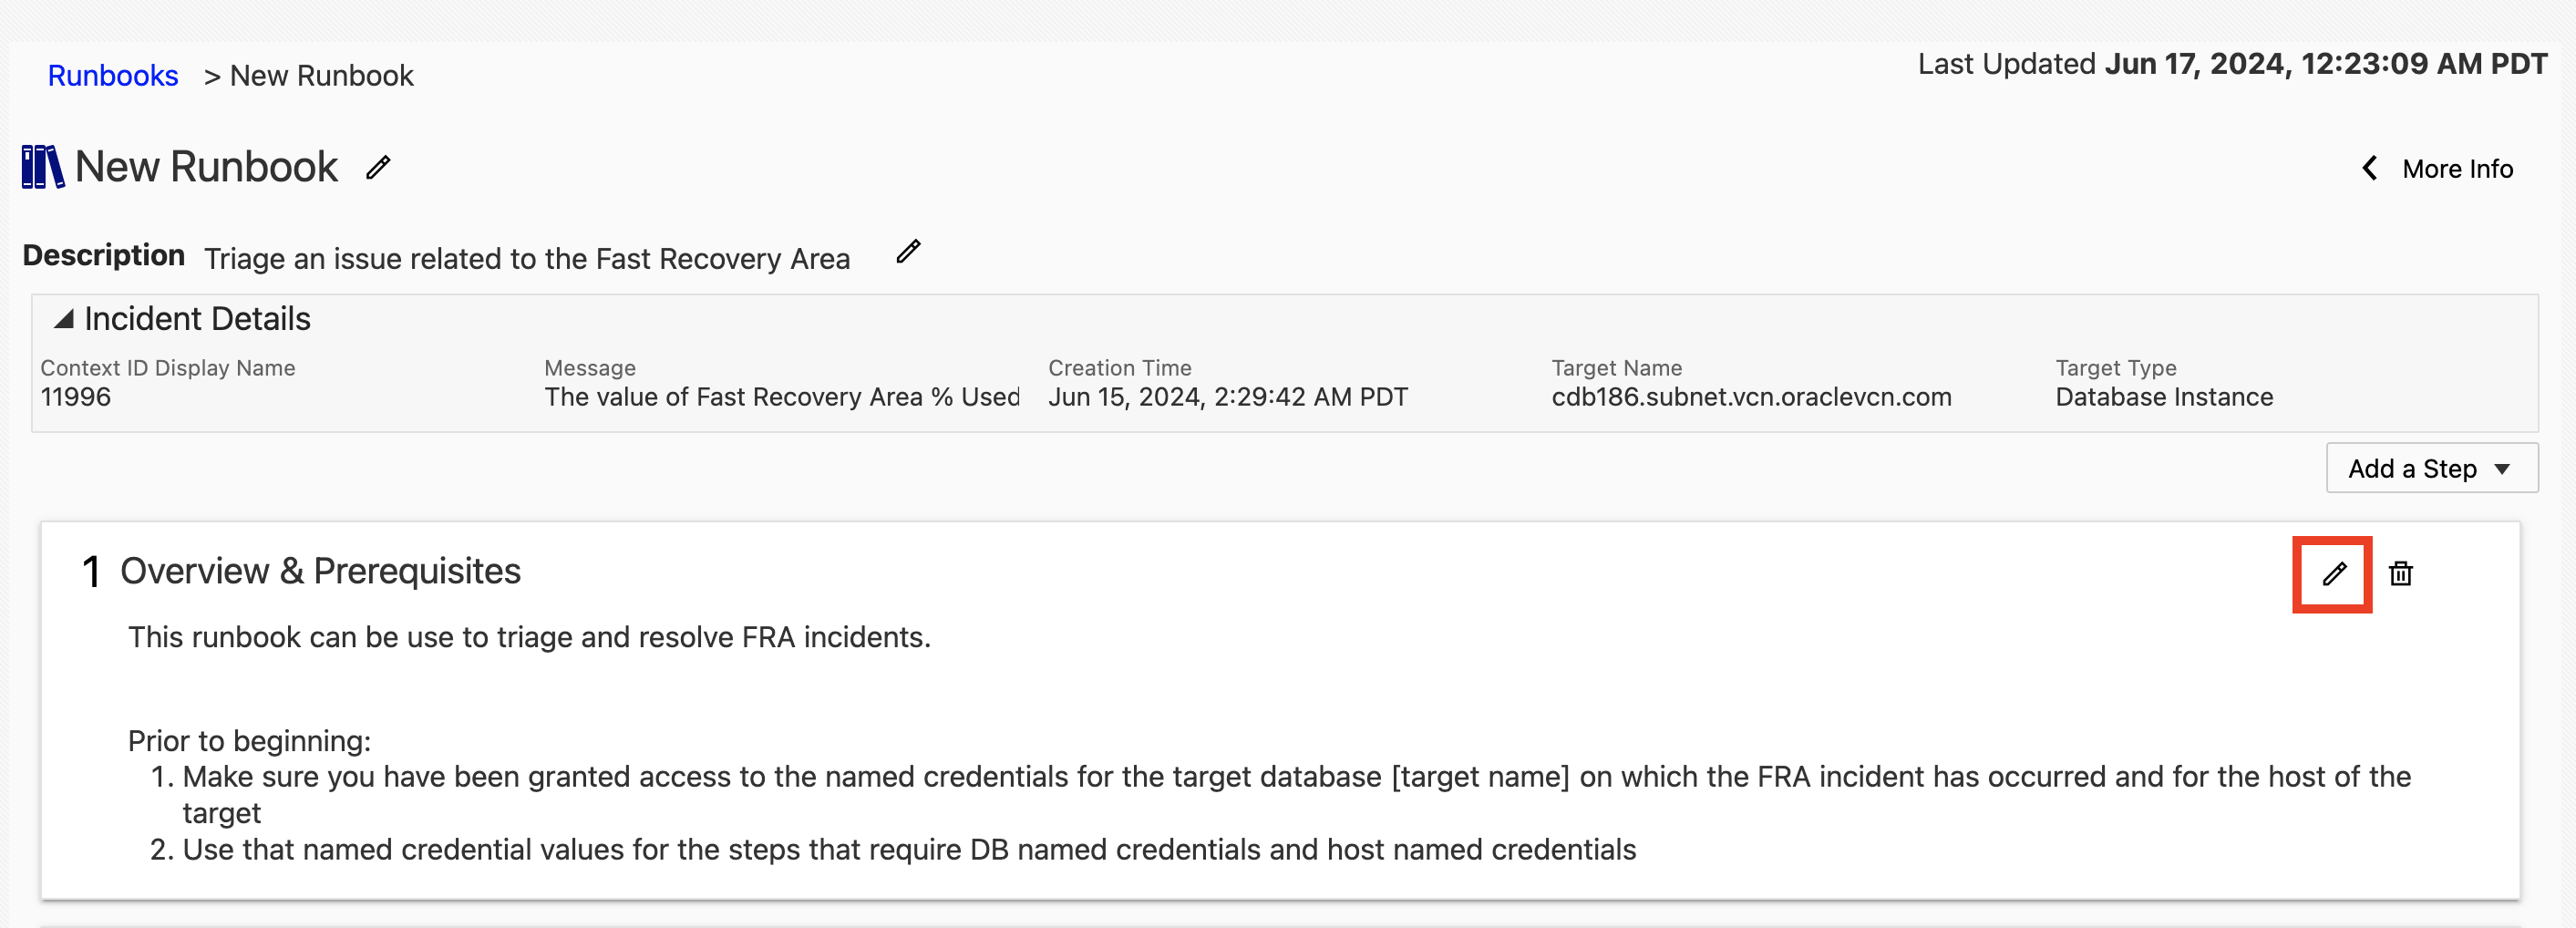 Runbooks > New Runbook
Last Updated Jun 17, 2024, 12:23:09 AM PDT
New Runbook
More Info
Description Triage an issue related to the Fast Recovery Area
Incident Details
Context ID Display Name
11996
Message
The value of Fast Recovery Area % Used
Creation Time
Jun 15, 2024, 2:29:42 AM PDT
Target Name
cdb186.subnet.vcn.oraclevcn.com
Target Type
Database Instance
Add a Step
1 Overview & Prerequisites
This runbook can be use to triage and resolve FRA incidents.
Prior to beginning:
1. Make sure you have been granted access to the named credentials for the target database [target name] on which the FRA incident has occurred and for the host of the
target
2. Use that named credential values for the steps that require DB named credentials and host named credentials